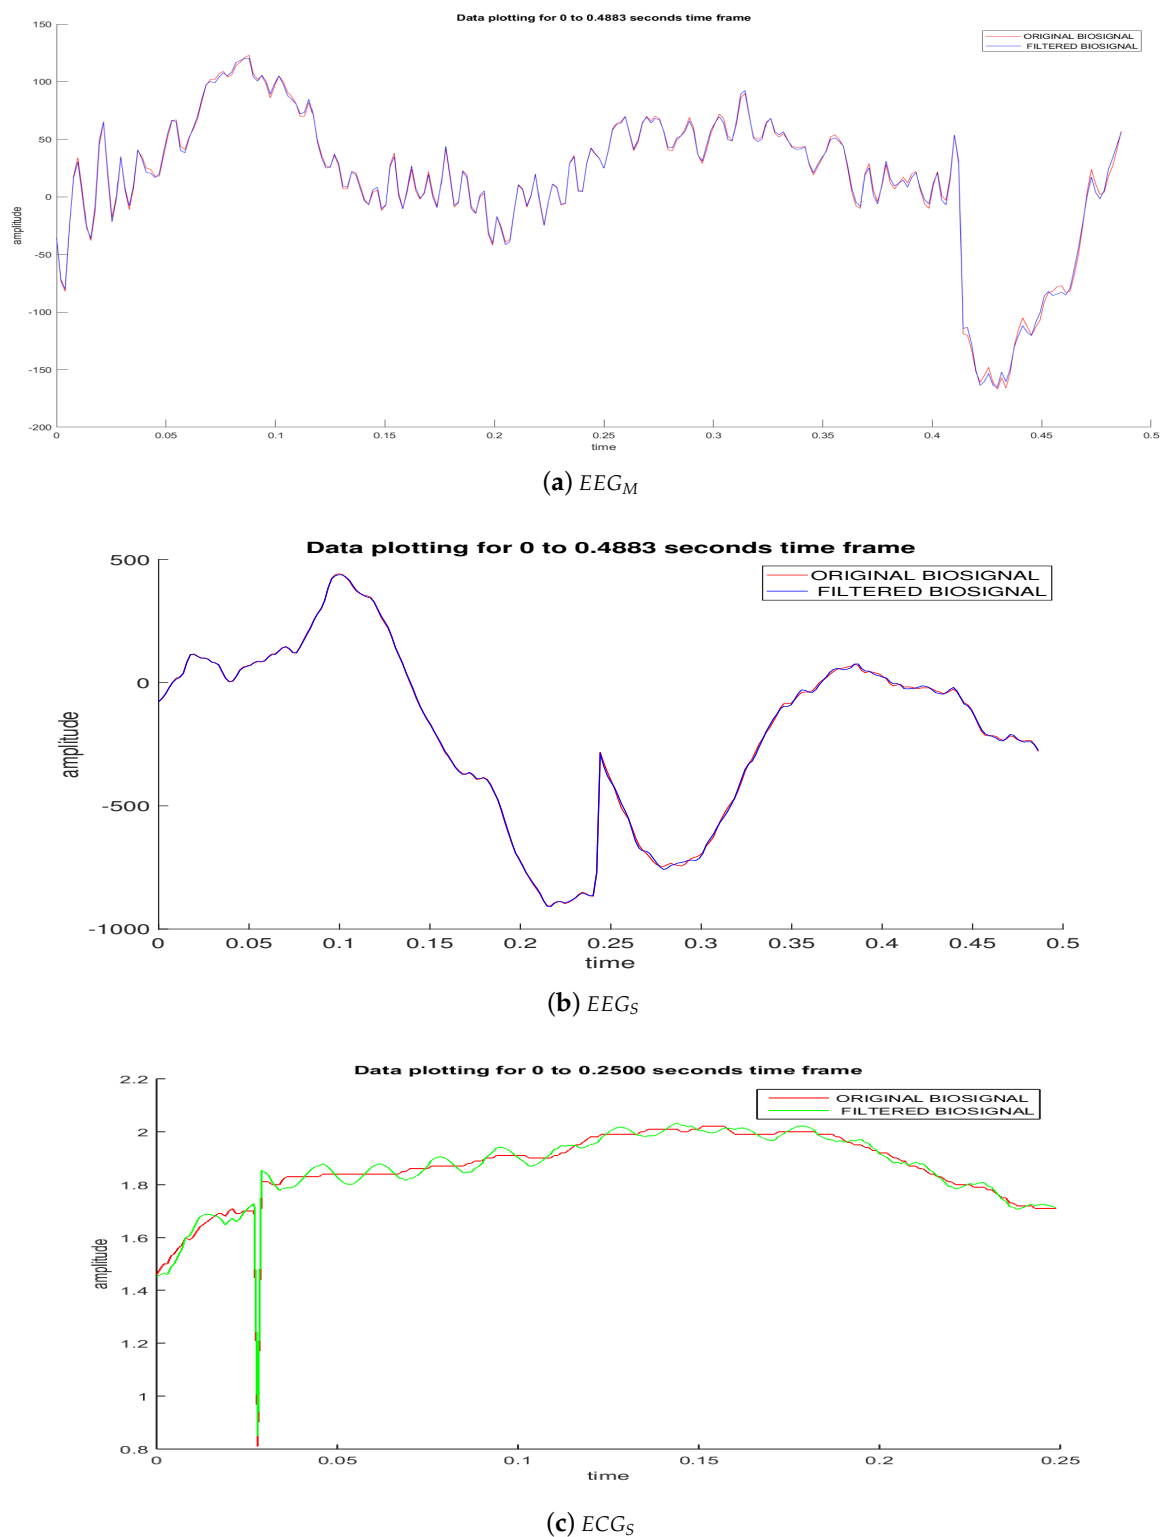 Data plotting for 0 to 0.4883 seconds time frame
150
ORIGINAL BIOSIGNAL
FILTERED BIOSIGNAL
100
50
0
-50
-100
-150
-200
amplitude
0 0.05 0.1 0.15 0.2 0.25 0.3 0.35 0.4 0.45 0.5
time
(a) EEG_M
Data plotting for 0 to 0.4883 seconds time frame
500
ORIGINAL BIOSIGNAL
FILTERED BIOSIGNAL
0
-500
-1000
amplitude
0 0.05 0.1 0.15 0.2 0.25 0.3 0.35 0.4 0.45 0.5
time
(b) EEG_S
Data plotting for 0 to 0.2500 seconds time frame
2.2
ORIGINAL BIOSIGNAL
FILTERED BIOSIGNAL
2
1.8
1.6
1.4
1.2
1
0.8
amplitude
0 0.05 0.1 0.15 0.2 0.25
time
(c) ECG_S